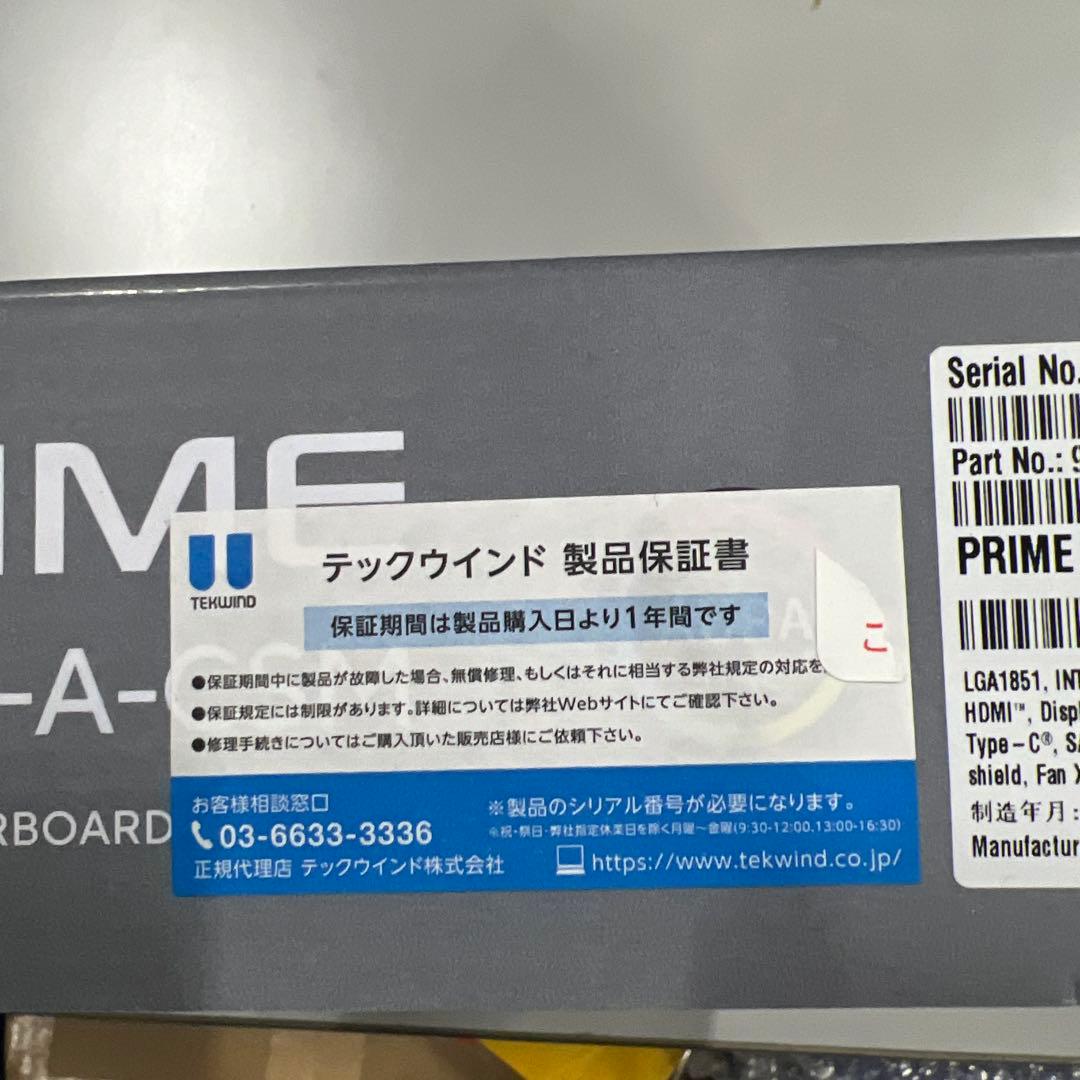 IME
-A-CSM
RBOARD
TEKWIND
テックウインド 製品保証書
保証期間は製品購入日より1年間です
●保証期間中に製品が故障した場合、無償修理、もしくはそれに相当する弊社規定の対応を
●保証規定には制限があります。詳細については弊社Webサイトにてご確認下さい。
●修理手続きについてはご購入頂いた販売店様にご依頼下さい。
こ
お客様相談窓口
03-6633-3336
正規代理店 テックウインド株式会社
※製品のシリアル番号が必要になります。
※祝・祭日・弊社指定休業日を除く月曜～金曜(9:30-12:00,13:00-16:30)
https://www.tekwind.co.jp/
Serial No.
Part No.: 9
PRIME
LGA1851, INT
HDMI™, Disp
Type-C®, SA
shield, Fan X
制造年月:
Manufactur